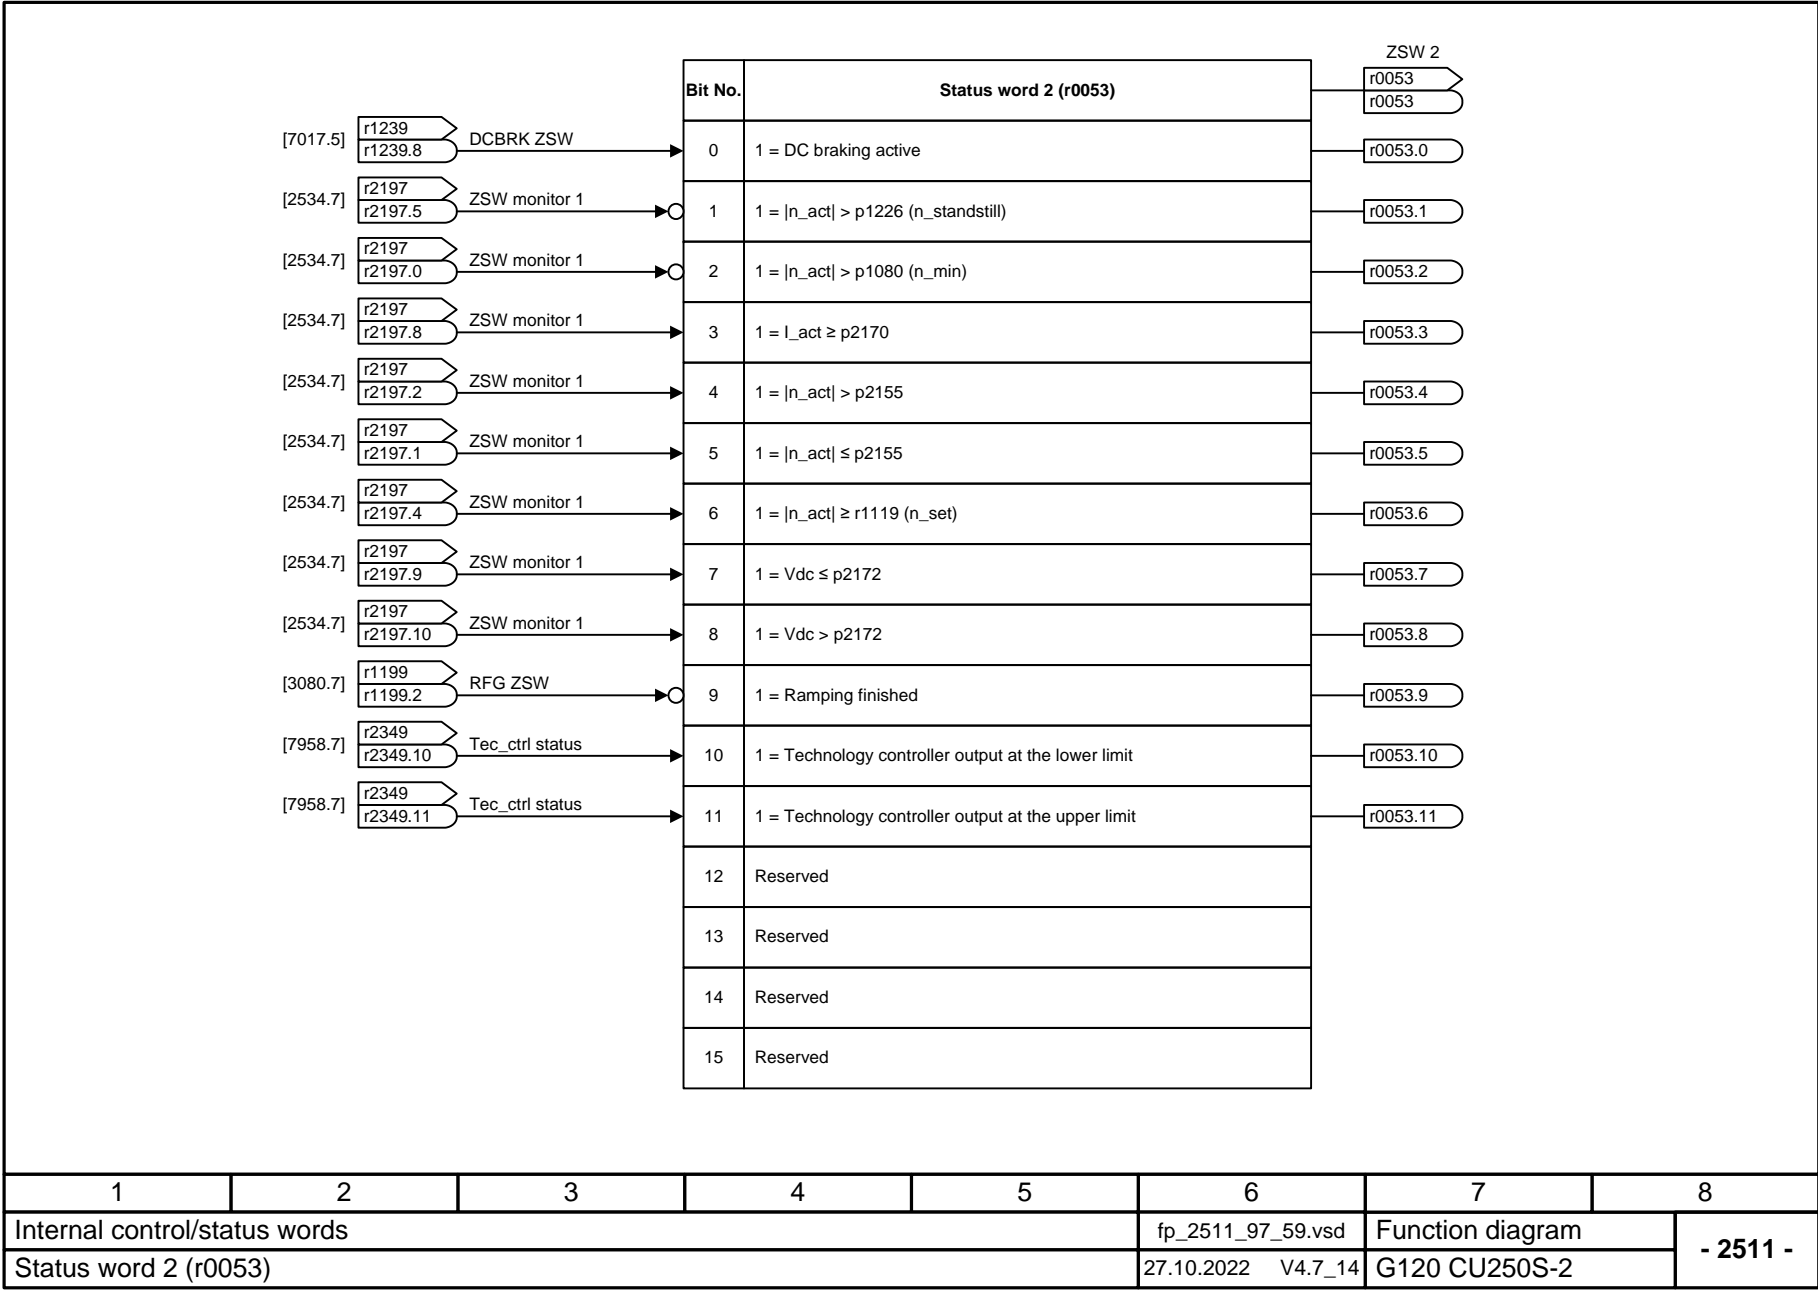 ZSW 2
Bit No. Status word 2 (r0053) r0053
r0053
[7017.5] r1239 DCBRK ZSW
r1239.8 0 1 = DC braking active r0053.0
[2534.7] r2197 ZSW monitor 1
r2197.5 1 1 = |n_act| > p1226 (n_standstill) r0053.1
[2534.7] r2197 ZSW monitor 1
r2197.0 2 1 = |n_act| > p1080 (n_min) r0053.2
[2534.7] r2197 ZSW monitor 1
r2197.8 3 1 = I_act ≥ p2170 r0053.3
[2534.7] r2197 ZSW monitor 1
r2197.2 4 1 = |n_act| > p2155 r0053.4
[2534.7] r2197 ZSW monitor 1
r2197.1 5 1 = |n_act| ≤ p2155 r0053.5
[2534.7] r2197 ZSW monitor 1
r2197.4 6 1 = |n_act| ≥ r1119 (n_set) r0053.6
[2534.7] r2197 ZSW monitor 1
r2197.9 7 1 = Vdc ≤ p2172 r0053.7
[2534.7] r2197 ZSW monitor 1
r2197.10 8 1 = Vdc > p2172 r0053.8
[3080.7] r1199 RFG ZSW
r1199.2 9 1 = Ramping finished r0053.9
[7958.7] r2349 Tec_ctrl status
r2349.10 10 1 = Technology controller output at the lower limit r0053.10
[7958.7] r2349 Tec_ctrl status
r2349.11 11 1 = Technology controller output at the upper limit r0053.11
12 Reserved
13 Reserved
14 Reserved
15 Reserved
1 2 3 4 5 6 7 8
Internal control/status words fp_2511_97_59.vsd Function diagram - 2511 -
Status word 2 (r0053) 27.10.2022 V4.7_14 G120 CU250S-2